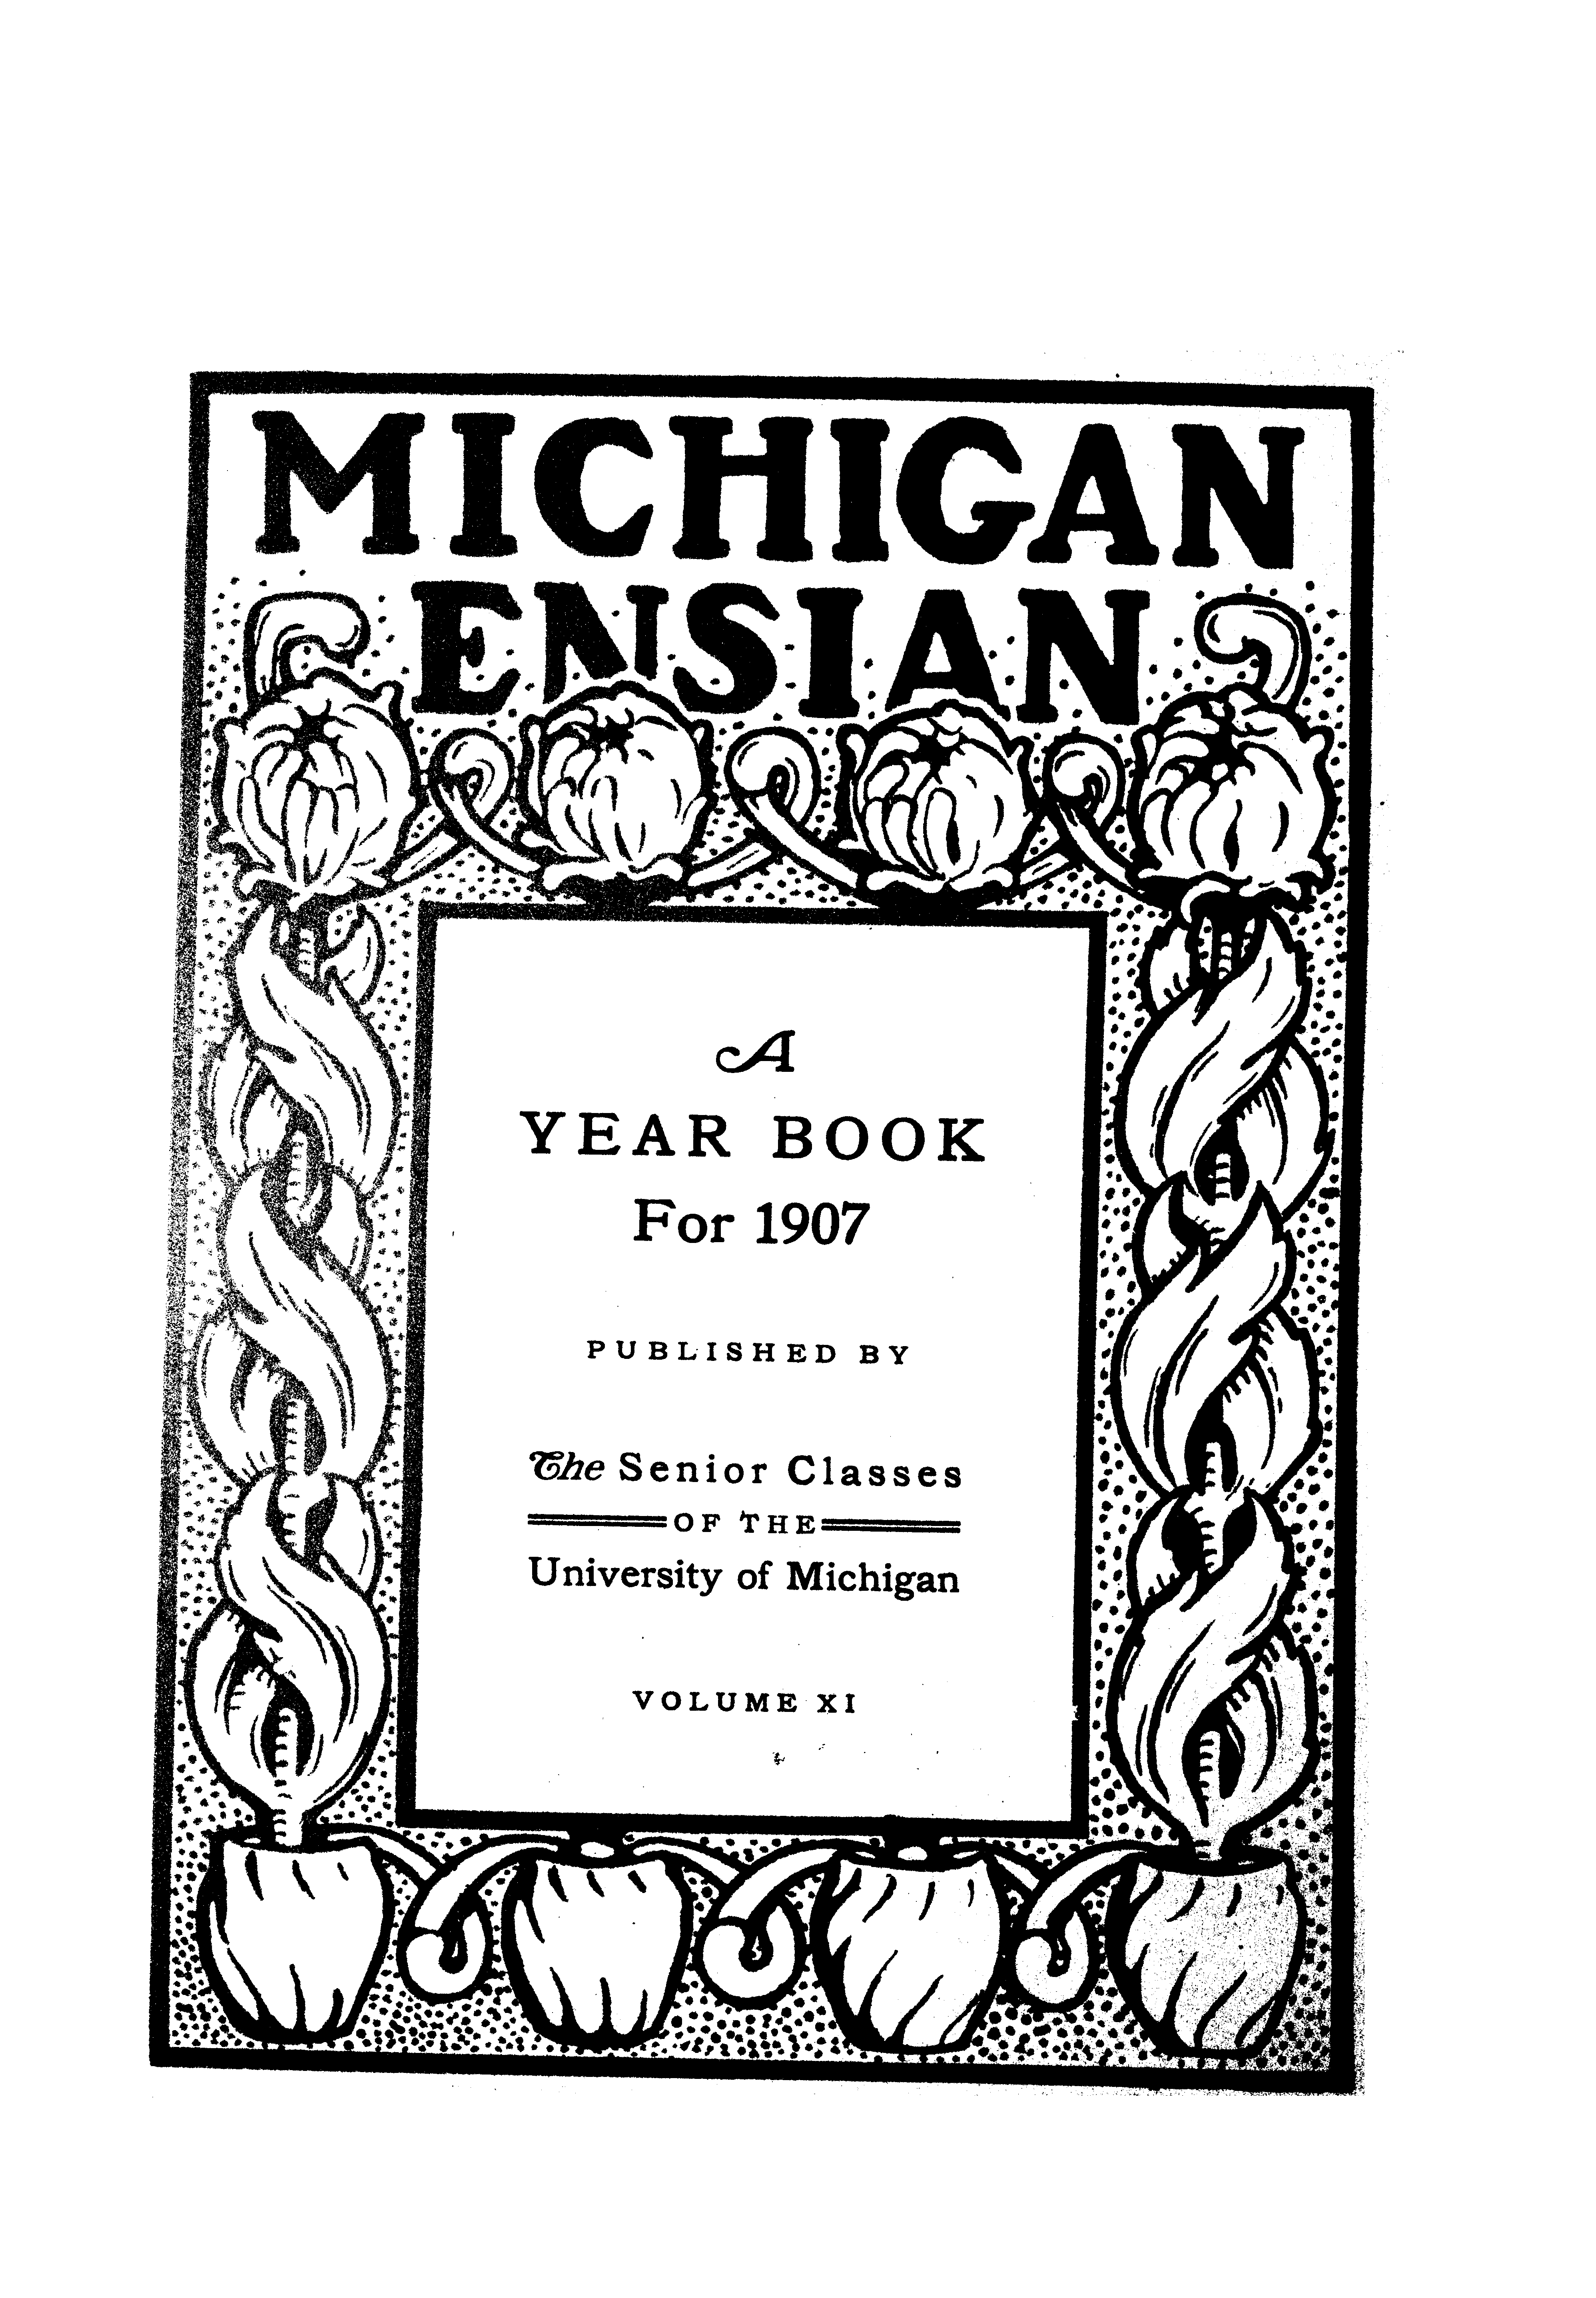 MICHIGAN
ENSIAN
A
YEAR BOOK
For 1907
PUBLISHED BY
The Senior Classes
OF THE
University of Michigan
VOLUME XI